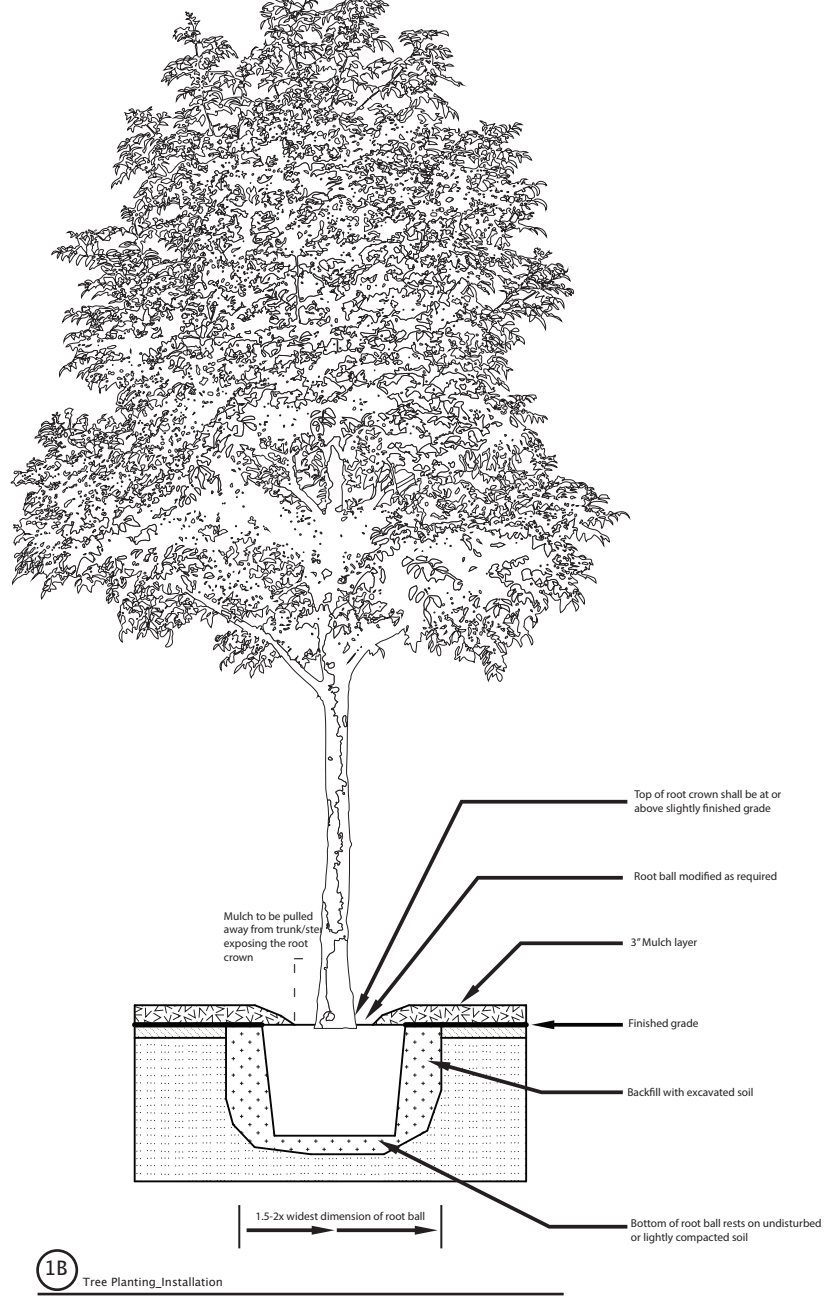 Top of root crown shall be at or
above slightly finished grade
Root ball modified as required
Mulch to be pulled
away from trunk/ster
exposing the root
crown
3" Mulch layer
Finished grade
Backfill with excavated soil
1.5-2x widest dimension of root ball
Bottom of root ball rests on undisturbed
or lightly compacted soil
1B
Tree Planting_Installation